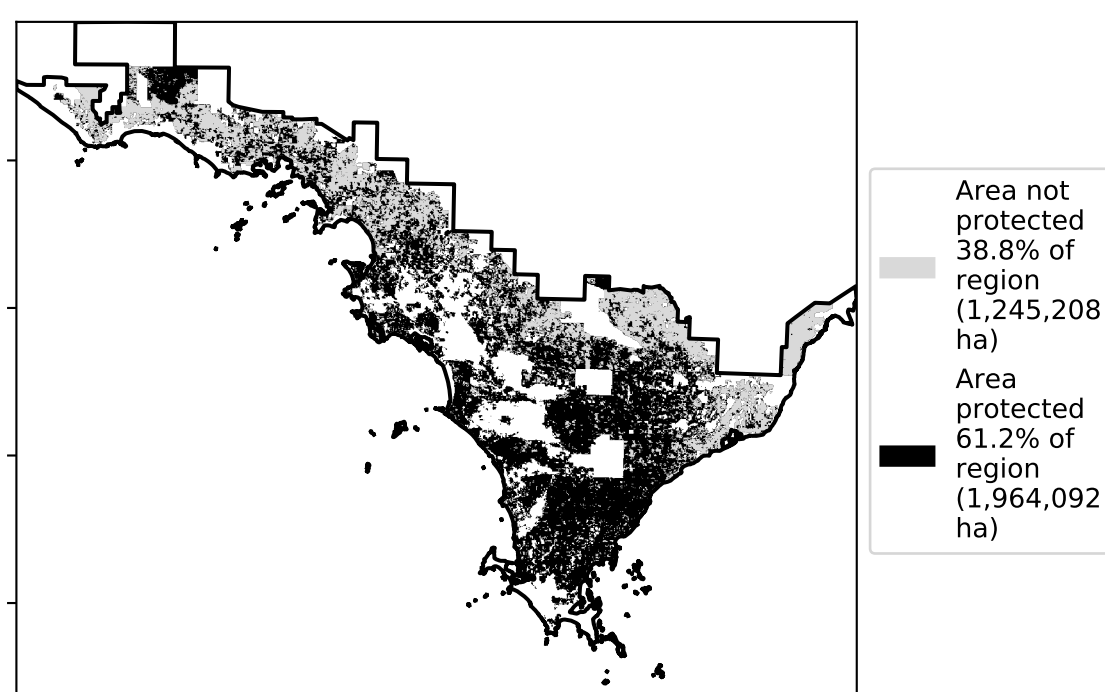 Area not
protected
38.8% of
region
(1,245,208
ha)
Area
protected
61.2% of
region
(1,964,092
ha)